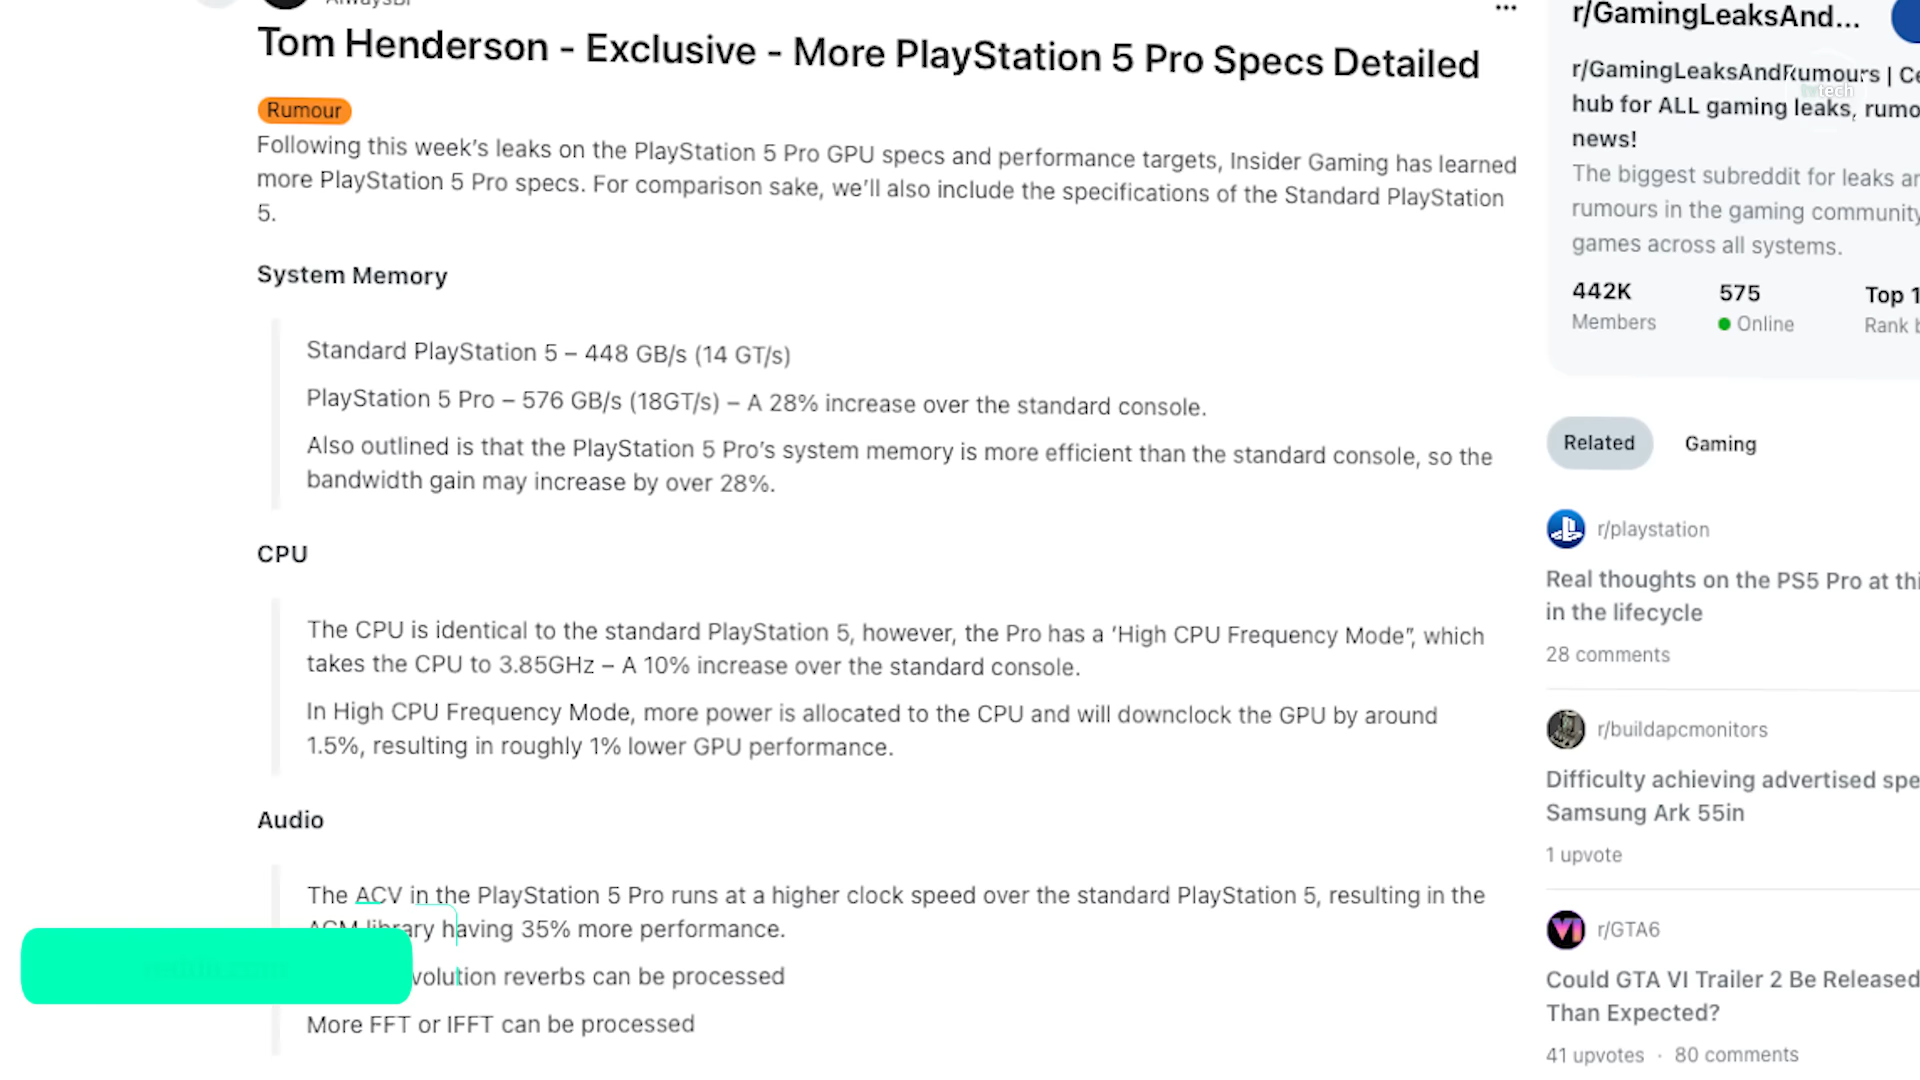 Tom Henderson - Exclusive - More PlayStation 5 Pro Specs Detailed
Rumour
Following this week’s leaks on the PlayStation 5 Pro GPU specs and performance targets, Insider Gaming has learned
more PlayStation 5 Pro specs. For comparison sake, we’ll also include the specifications of the Standard PlayStation
5.
System Memory
Standard PlayStation 5 – 448 GB/s (14 GT/s)
PlayStation 5 Pro – 576 GB/s (18GT/s) – A 28% increase over the standard console.
Also outlined is that the PlayStation 5 Pro’s system memory is more efficient than the standard console, so the
bandwidth gain may increase by over 28%.
CPU
The CPU is identical to the standard PlayStation 5, however, the Pro has a ‘High CPU Frequency Mode”, which
takes the CPU to 3.85GHz – A 10% increase over the standard console.
In High CPU Frequency Mode, more power is allocated to the CPU and will downclock the GPU by around
1.5%, resulting in roughly 1% lower GPU performance.
Audio
The ACV in the PlayStation 5 Pro runs at a higher clock speed over the standard PlayStation 5, resulting in the
ACM library having 35% more performance.
volution reverbs can be processed
More FFT or IFFT can be processed
r/GamingLeaksAnd...
r/GamingLeaksAndRumours | Ce
hub for ALL gaming leaks, rumo
news!
The biggest subreddit for leaks an
rumours in the gaming community
games across all systems.
442K 575 Top 1
Members Online Rank b
Related Gaming
r/playstation
Real thoughts on the PS5 Pro at thi
in the lifecycle
28 comments
r/buildapcmonitors
Difficulty achieving advertised spe
Samsung Ark 55in
1 upvote
VI r/GTA6
Could GTA VI Trailer 2 Be Released
Than Expected?
41 upvotes · 80 comments
tech